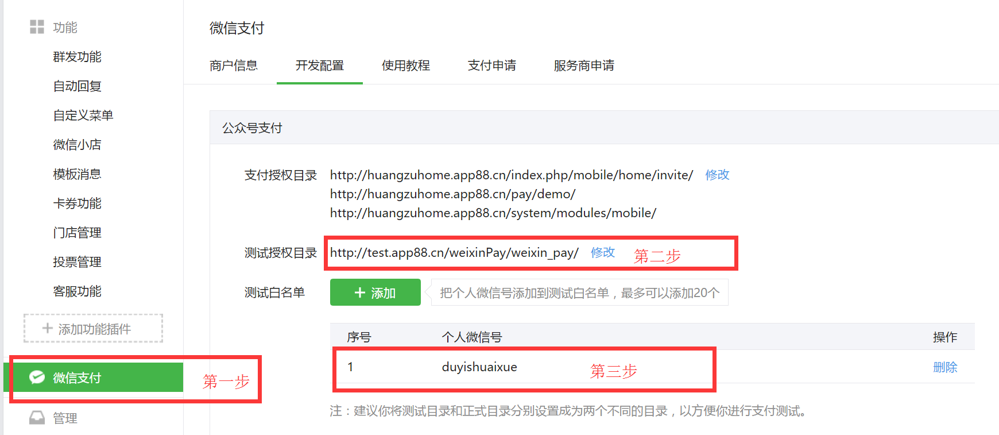 功能
群发功能
自动回复
自定义菜单
微信小店
模板消息
卡券功能
门店管理
投票管理
客服功能
添加功能插件
微信支付 第一步
管理
微信支付
商户信息 开发配置 使用教程 支付申请 服务商申请
公众号支付
支付授权目录 http://huangzuhome.app88.cn/index.php/mobile/home/invite/ 修改
http://huangzuhome.app88.cn/pay/demo/
http://huangzuhome.app88.cn/system/modules/mobile/
测试授权目录 http://test.app88.cn/weixinPay/weixin_pay/ 修改 第二步
测试白名单 + 添加 把个人微信号添加到测试白名单，最多可以添加20个
序号 个人微信号 操作
1 duyishuaixue 第三步 删除
注：建议你将测试目录和正式目录分别设置成为两个不同的目录，以方便你进行支付测试。